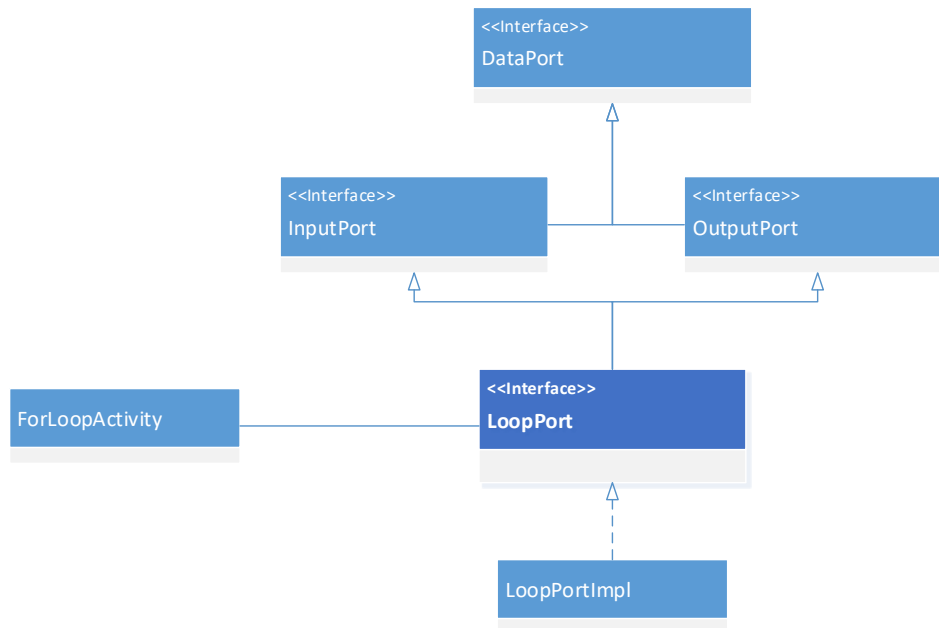 <<Interface>>
DataPort
<<Interface>>
InputPort
<<Interface>>
OutputPort
<<Interface>>
LoopPort
ForLoopActivity
LoopPortImpl